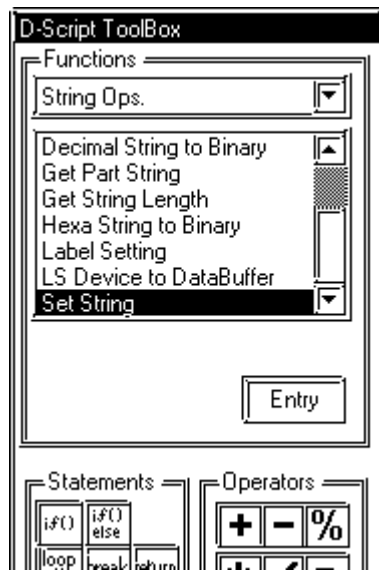 D-Script ToolBox
Functions
String Ops.
Decimal String to Binary
Get Part String
Get String Length
Hexa String to Binary
Label Setting
LS Device to DataBuffer
Set String
Entry
Statements
Operators
if()
if()
else
+ - %
loop
break
return